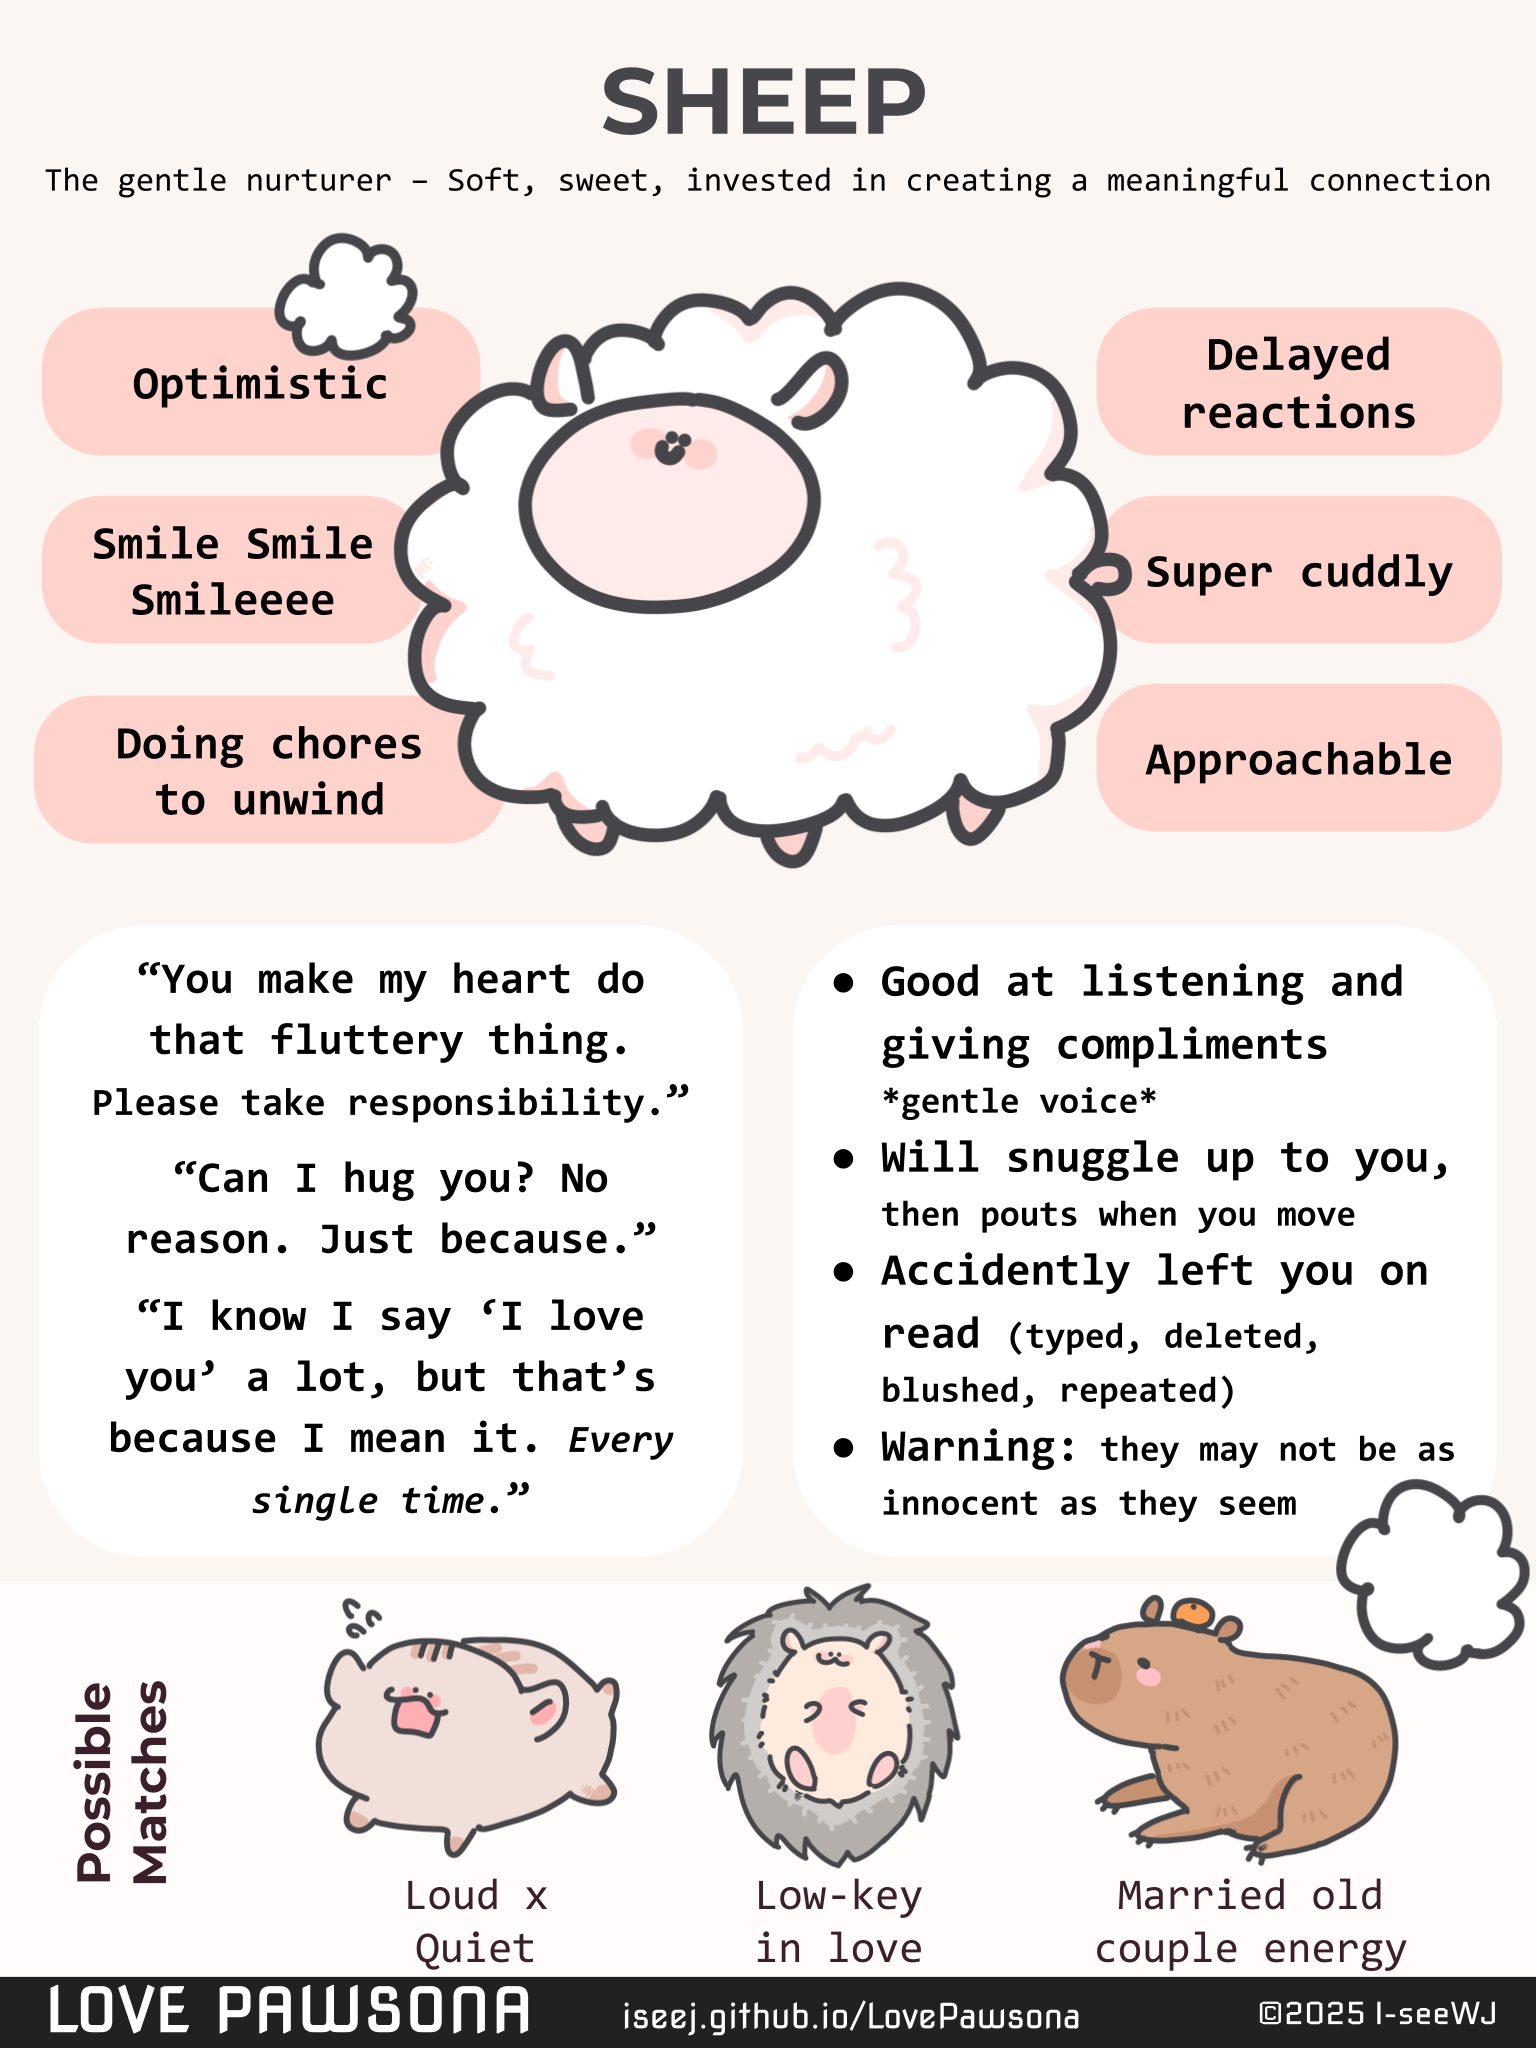 SHEEP
The gentle nurturer – Soft, sweet, invested in creating a meaningful connection
Optimistic
Smile Smile
Smileeee
Doing chores
to unwind
Delayed
reactions
Super cuddly
Approachable
“You make my heart do
that fluttery thing.
Please take responsibility.”
“Can I hug you? No
reason. Just because.”
“I know I say ‘I love
you’ a lot, but that’s
because I mean it. Every
single time.”
● Good at listening and
giving compliments
*gentle voice*
● Will snuggle up to you,
then pouts when you move
● Accidently left you on
read (typed, deleted,
blushed, repeated)
● Warning: they may not be as
innocent as they seem
Possible
Matches
Loud x
Quiet
Low-key
in love
Married old
couple energy
LOVE PAWSONA
iseej.github.io/LovePawsona
©2025 I-seeWJ